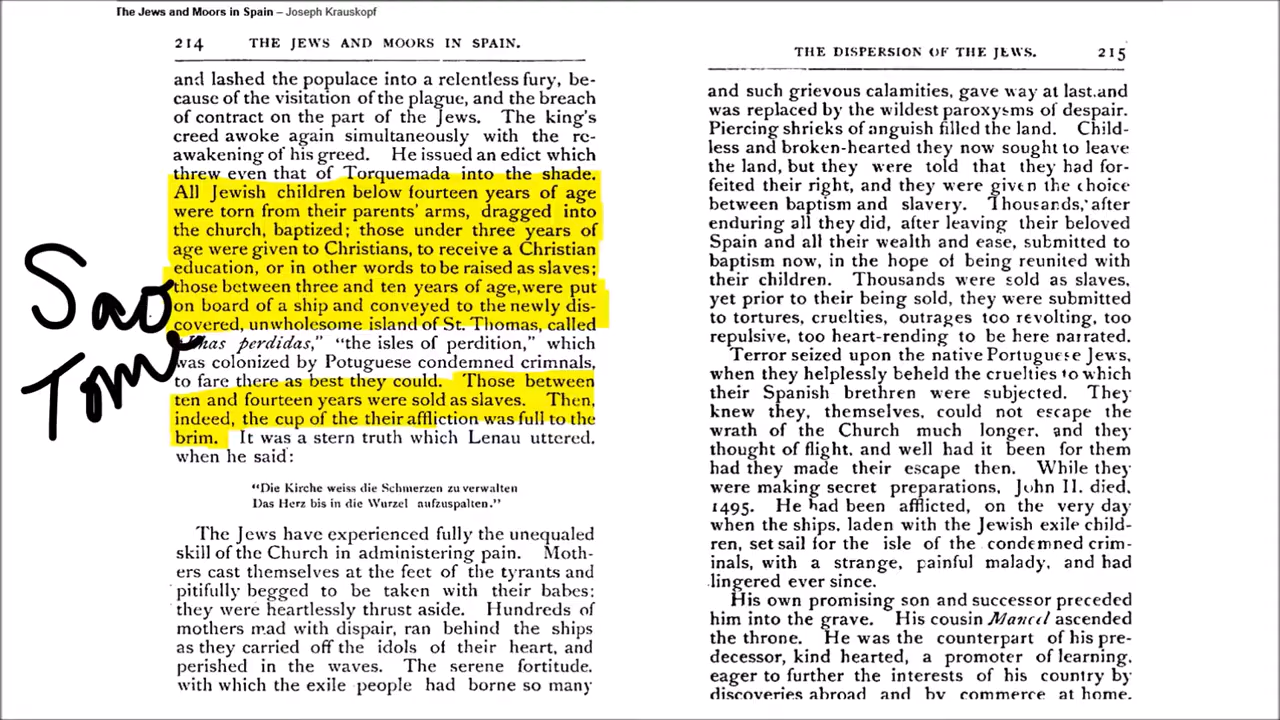 The Jews and Moors in Spain – Joseph Krauskopf
214 THE JEWS AND MOORS IN SPAIN.
and lashed the populace into a relentless fury, be-
cause of the visitation of the plague, and the breach
of contract on the part of the Jews. The king's
creed awoke again simultaneously with the re-
awakening of his greed. He issued an edict which
threw even that of Torquemada into the shade.
All Jewish children below fourteen years of age
were torn from their parents' arms, dragged into
the church, baptized; those under three years of
age were given to Christians, to receive a Christian
education, or in other words to be raised as slaves;
those between three and ten years of age, were put
on board of a ship and conveyed to the newly dis-
covered, unwholesome island of St. Thomas, called
has perdidas," "the isles of perdition," which
was colonized by Potuguese condemned crimnals,
to fare there as best they could. Those between
ten and fourteen years were sold as slaves. Then,
indeed, the cup of the their affliction was full to the
brim. It was a stern truth which Lenau uttered,
when he said:
"Die Kirche weiss die Schmerzen zu verwalten
Das Herz bis in die Wurzel aufzuspalten."
The Jews have experienced fully the unequaled
skill of the Church in administering pain. Moth-
ers cast themselves at the feet of the tyrants and
pitifully begged to be taken with their babes:
they were heartlessly thrust aside. Hundreds of
mothers mad with dispair, ran behind the ships
as they carried off the idols of their heart, and
perished in the waves. The serene fortitude,
with which the exile people had borne so many
Sao
Tome
THE DISPERSION OF THE JEWS. 215
and such grievous calamities, gave way at last, and
was replaced by the wildest paroxysms of despair.
Piercing shrieks of anguish filled the land. Child-
less and broken-hearted they now sought to leave
the land, but they were told that they had for-
feited their right, and they were given the choice
between baptism and slavery. Thousands, after
enduring all they did, after leaving their beloved
Spain and all their wealth and ease, submitted to
baptism now, in the hope of being reunited with
their children. Thousands were sold as slaves,
yet prior to their being sold, they were submitted
to tortures, cruelties, outrages too revolting, too
repulsive, too heart-rending to be here narrated.
Terror seized upon the native Portuguese Jews,
when they helplessly beheld the cruelties to which
their Spanish brethren were subjected. They
knew they, themselves, could not escape the
wrath of the Church much longer, and they
thought of flight, and well had it been for them
had they made their escape then. While they
were making secret preparations, John II. died,
1495. He had been afflicted, on the very day
when the ships, laden with the Jewish exile child-
ren, set sail for the isle of the condemned crim-
inals, with a strange, painful malady, and had
lingered ever since.
His own promising son and successor preceded
him into the grave. His cousin Manuel ascended
the throne. He was the counterpart of his pre-
decessor, kind hearted, a promoter of learning,
eager to further the interests of his country by
discoveries abroad and by commerce at home.